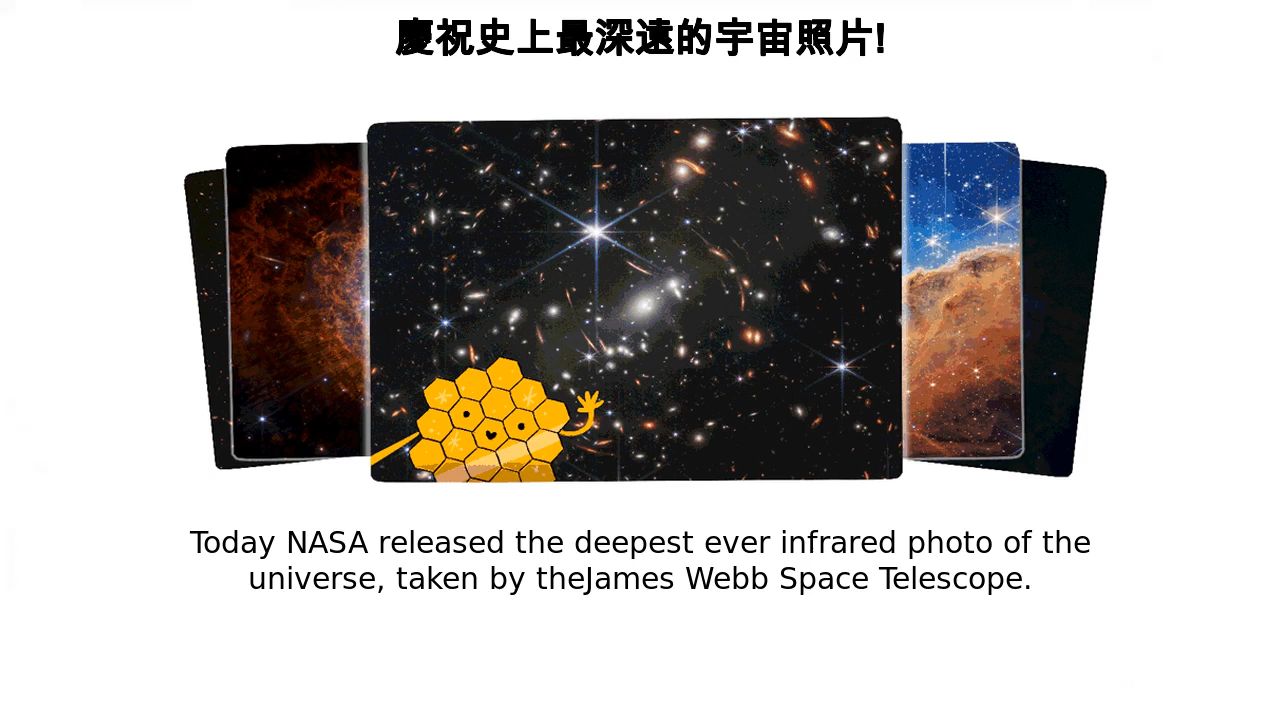 慶祝史上最深遠的宇宙照片!
Today NASA released the deepest ever infrared photo of the
universe, taken by theJames Webb Space Telescope.